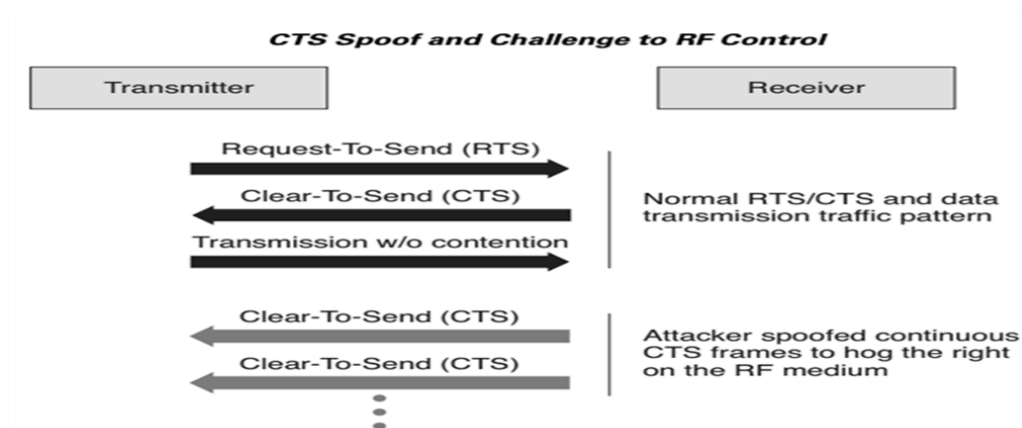 CTS Spoof and Challenge to RF Control
Transmitter
Receiver
Request-To-Send (RTS)
Clear-To-Send (CTS)
Transmission w/o contention
Normal RTS/CTS and data
transmission traffic pattern
Clear-To-Send (CTS)
Clear-To-Send (CTS)
Attacker spoofed continuous
CTS frames to hog the right
on the RF medium